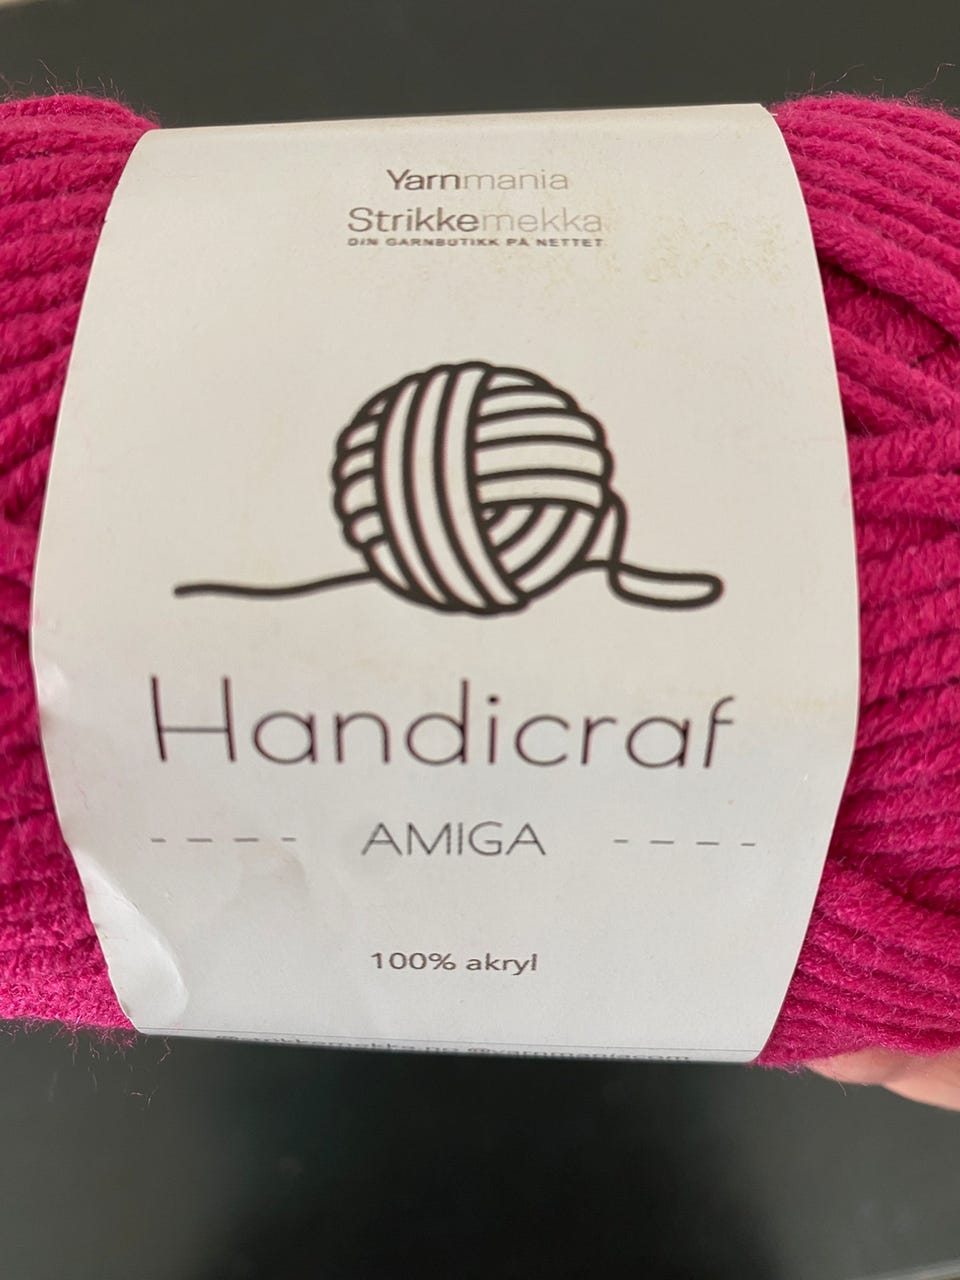 Yarnmania
Strikkemekka
DIN GARNBUTIKK PÅ NETTET
Handicraf
---- AMIGA ----
100% akryl